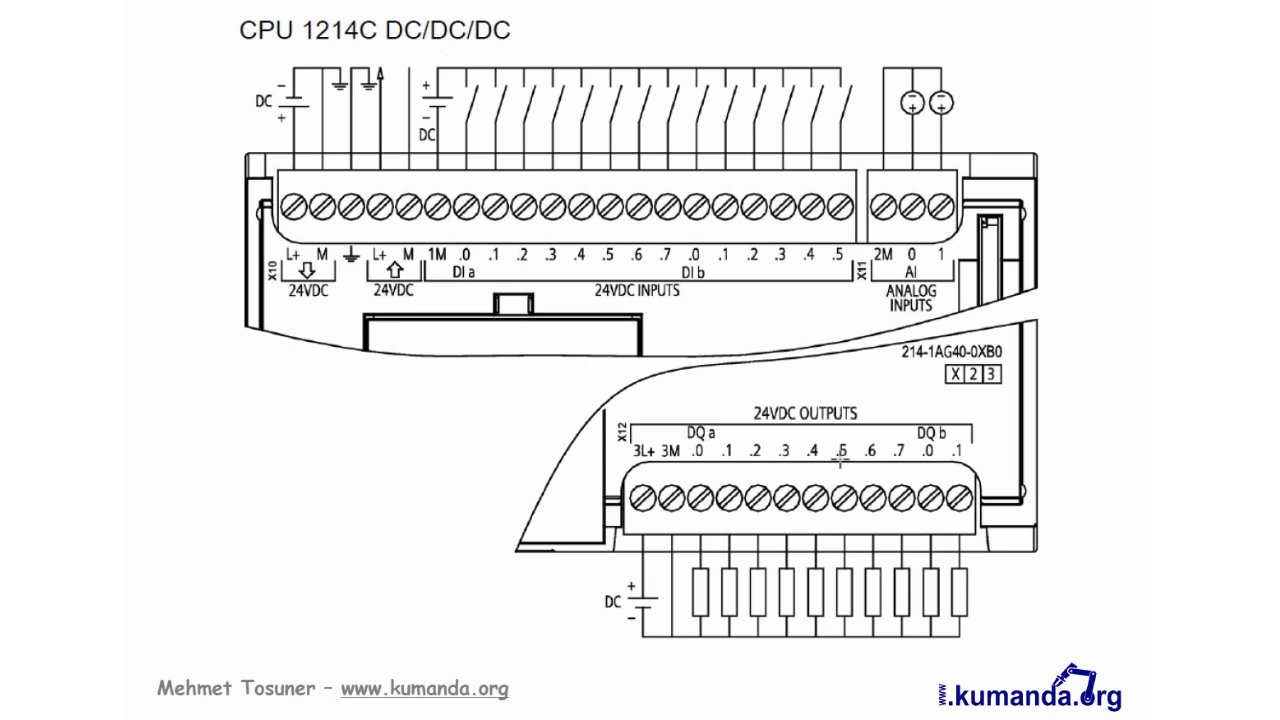 CPU 1214C DC/DC/DC
DC - + + - DC
L+ M L+ M 1M .0 .1 .2 .3 .4 .5 .6 .7 .0 .1 .2 .3 .4 .5 2M 0 1
X10 DI a DI b X11 AI
24VDC 24VDC 24VDC INPUTS ANALOG
INPUTS
214-1AG40-0XB0
X 2 3
24VDC OUTPUTS
X12 DQ a DQ b
3L+ 3M .0 .1 .2 .3 .4 .5 .6 .7 .0 .1
DC + -
Mehmet Tosuner – www.kumanda.org
www.kumanda.org